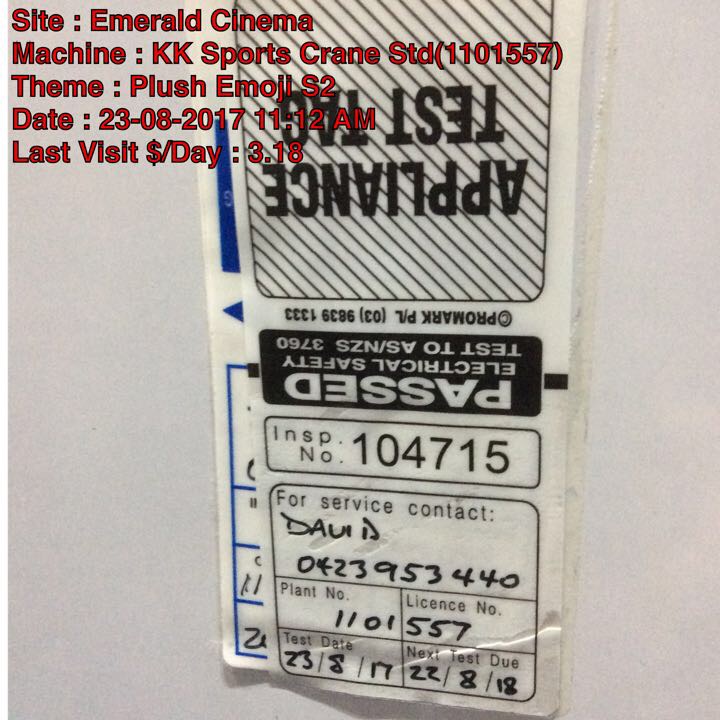 Site : Emerald Cinema
Machine : KK Sports Crane Std(1101557)
Theme : Plush Emoji S2
Date : 23-08-2017 11:12 AM
Last Visit $/Day : 3.18
APPLIANCE
TEST TAG
©PROMARK P/L (03) 9839 1333
PASSED
ELECTRICAL SAFETY
TEST TO AS/NZS 3760
Insp. No. 104715
For service contact:
DAVID
0423953440
Plant No. Licence No.
1101557
Test Date Next Test Due
23/8/17 22/8/18